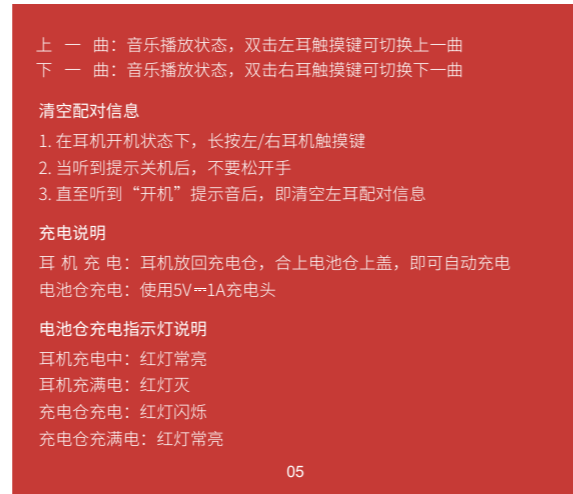 上 一 曲：音乐播放状态，双击左耳触摸键可切换上一曲
下 一 曲：音乐播放状态，双击右耳触摸键可切换下一曲
清空配对信息
1. 在耳机开机状态下，长按左/右耳机触摸键
2. 当听到提示关机后，不要松开手
3. 直至听到“开机”提示音后，即清空左耳配对信息
充电说明
耳 机 充 电：耳机放回充电仓，合上电池仓上盖，即可自动充电
电池仓充电：使用5V⎓1A充电头
电池仓充电指示灯说明
耳机充电中：红灯常亮
耳机充满电：红灯灭
充电仓充电：红灯闪烁
充电仓充满电：红灯常亮
05